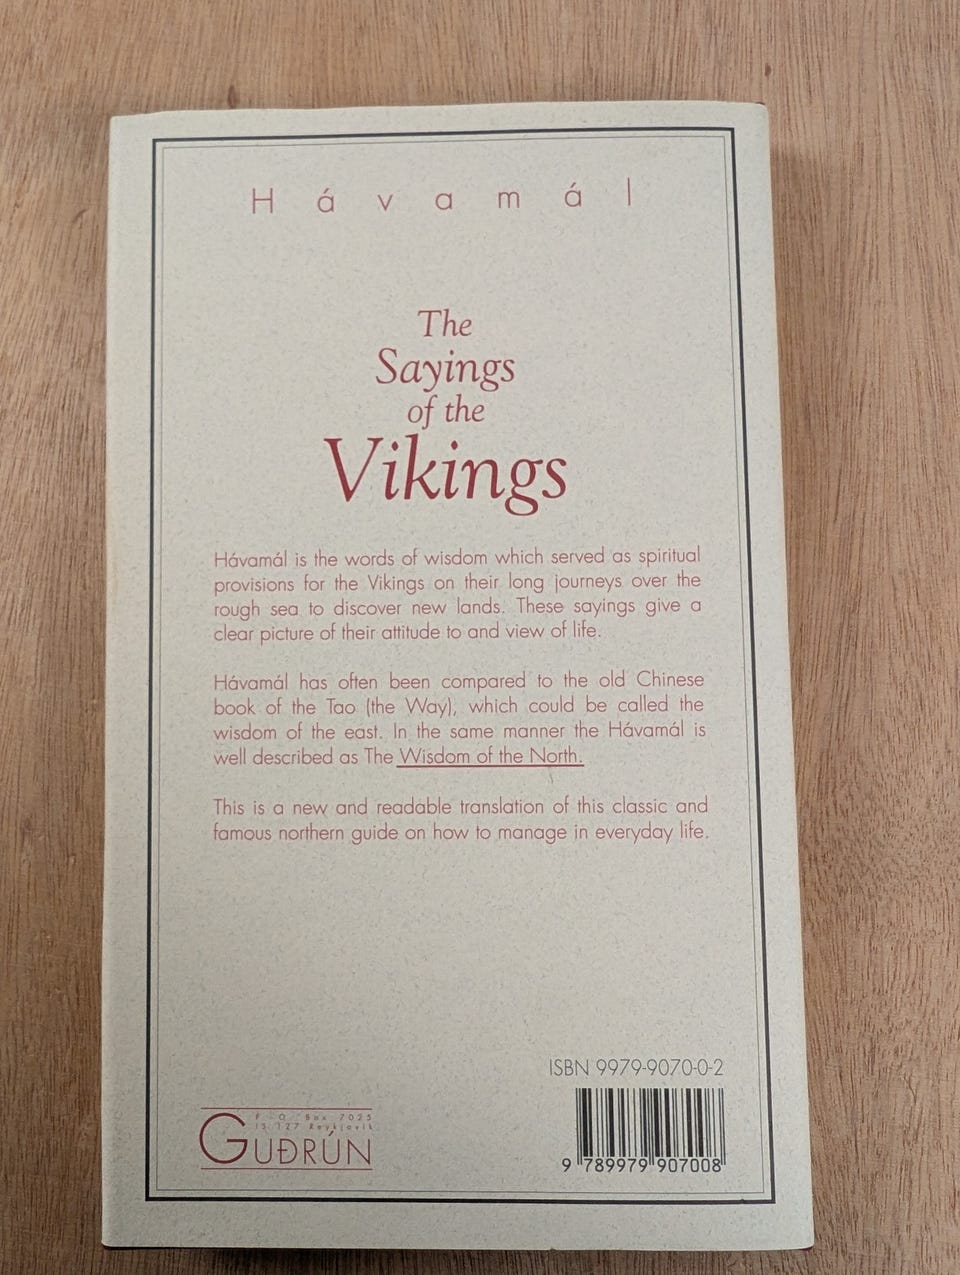 Hávamál
The
Sayings
of the
Vikings
Hávamál is the words of wisdom which served as spiritual
provisions for the Vikings on their long journeys over the
rough sea to discover new lands. These sayings give a
clear picture of their attitude to and view of life.
Hávamál has often been compared to the old Chinese
book of the Tao (the Way), which could be called the
wisdom of the east. In the same manner the Hávamál is
well described as The Wisdom of the North.
This is a new and readable translation of this classic and
famous northern guide on how to manage in everyday life.
ISBN 9979-9070-0-2
P. O. Box 7025
IS 127 Reykjavík
GUÐRÚN
9 789979 907008